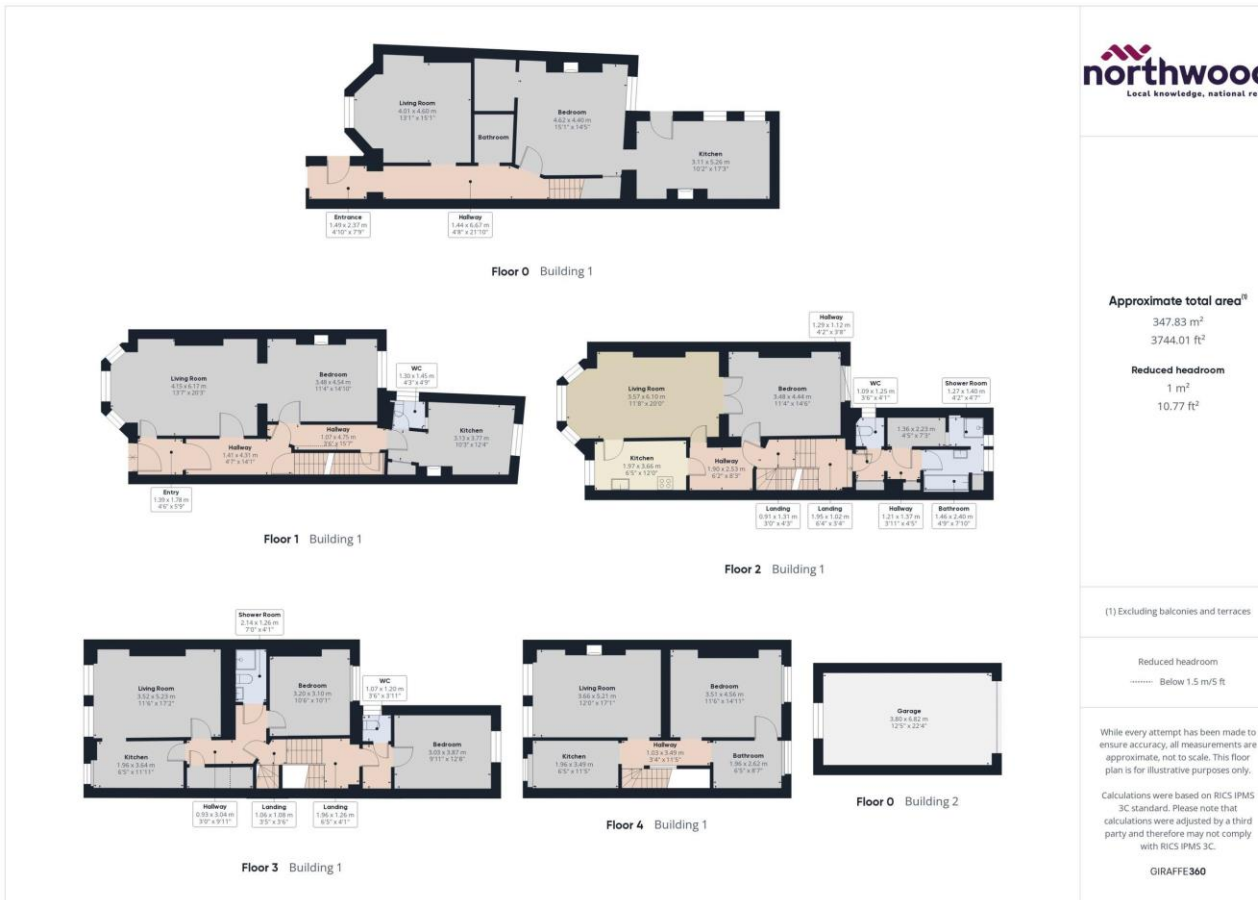 Living Room
4.01 x 4.60 m
13'1" x 15'1"
Bathroom
Bedroom
4.62 x 4.40 m
15'1" x 14'5"
Kitchen
3.11 x 5.26 m
10'2" x 17'3"
Entrance
1.49 x 2.37 m
4'10" x 7'9"
Hallway
1.44 x 6.67 m
4'8" x 21'10"
Floor 0 Building 1
Living Room
4.15 x 6.17 m
13'7" x 20'3"
Bedroom
3.48 x 4.54 m
11'4" x 14'10"
WC
1.30 x 1.45 m
4'3" x 4'9"
Hallway
1.07 x 4.75 m
3'6" x 15'7"
Kitchen
3.13 x 3.77 m
10'3" x 12'4"
Hallway
1.41 x 4.31 m
4'7" x 14'1"
Entry
1.39 x 1.78 m
4'6" x 5'9"
Floor 1 Building 1
Hallway
1.29 x 1.12 m
4'2" x 3'8"
Living Room
3.57 x 6.10 m
11'8" x 20'0"
Bedroom
3.48 x 4.44 m
11'4" x 14'6"
WC
1.09 x 1.25 m
3'6" x 4'1"
Shower Room
1.27 x 1.40 m
4'2" x 4'7"
1.36 x 2.23 m
4'5" x 7'3"
Kitchen
1.97 x 3.66 m
6'5" x 12'0"
Hallway
1.90 x 2.53 m
6'2" x 8'3"
Landing
0.91 x 1.31 m
3'0" x 4'3"
Landing
1.95 x 1.02 m
6'4" x 3'4"
Hallway
1.21 x 1.37 m
3'11" x 4'5"
Bathroom
1.46 x 2.40 m
4'9" x 7'10"
Floor 2 Building 1
Shower Room
2.14 x 1.26 m
7'0" x 4'1"
Living Room
3.52 x 5.23 m
11'6" x 17'2"
Bedroom
3.20 x 3.10 m
10'6" x 10'1"
WC
1.07 x 1.20 m
3'6" x 3'11"
Bedroom
3.03 x 3.87 m
9'11" x 12'8"
Kitchen
1.96 x 3.64 m
6'5" x 11'11"
Hallway
0.93 x 3.04 m
3'0" x 9'11"
Landing
1.06 x 1.08 m
3'5" x 3'6"
Landing
1.96 x 1.26 m
6'5" x 4'1"
Floor 3 Building 1
Living Room
3.66 x 5.21 m
12'0" x 17'1"
Bedroom
3.51 x 4.56 m
11'6" x 14'11"
Kitchen
1.96 x 3.49 m
6'5" x 11'5"
Hallway
1.03 x 3.49 m
3'4" x 11'5"
Bathroom
1.96 x 2.62 m
6'5" x 8'7"
Floor 4 Building 1
Garage
3.80 x 6.82 m
12'5" x 22'4"
Floor 0 Building 2
northwood
Local knowledge, national re
Approximate total area(1)
347.83 m²
3744.01 ft²
Reduced headroom
1 m²
10.77 ft²
(1) Excluding balconies and terraces
Reduced headroom
Below 1.5 m/5 ft
While every attempt has been made to
ensure accuracy, all measurements are
approximate, not to scale. This floor
plan is for illustrative purposes only.
Calculations were based on RICS IPMS
3C standard. Please note that
calculations were adjusted by a third
party and therefore may not comply
with RICS IPMS 3C.
GIRAFFE360